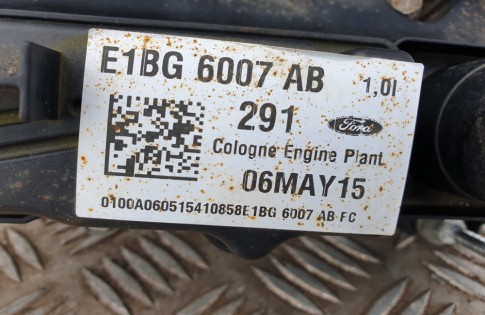 E1BG 6007 AB 1,0l
291 Ford
E Cologne Engine Plant
06MAY15
0100A060515410858E1BG 6007 AB FC